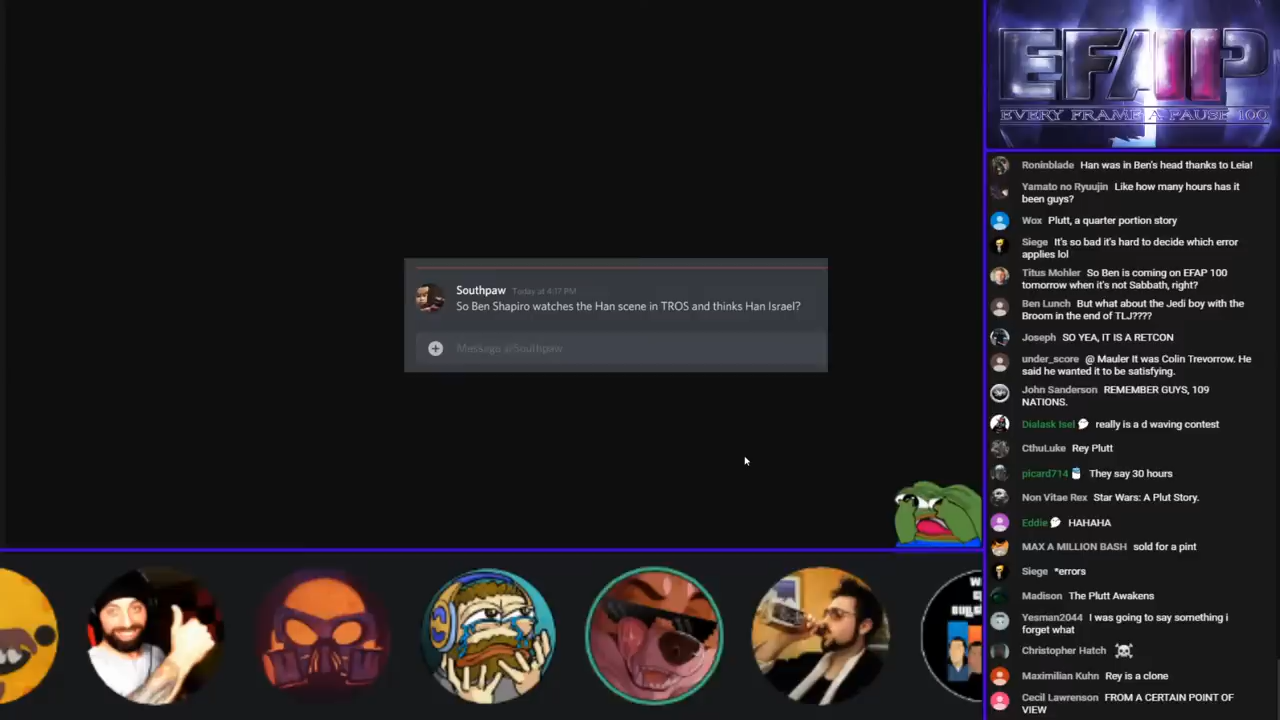 EFAP
EVERY FRAME A PAUSE 100
Southpaw Today at 4:17 PM
So Ben Shapiro watches the Han scene in TROS and thinks Han Israel?
Message @Southpaw
Roninblade Han was in Ben's head thanks to Leia!
Yamato no Ryuujin Like how many hours has it
been guys?
Wox Plutt, a quarter portion story
Siege It's so bad it's hard to decide which error
applies lol
Titus Mohler So Ben is coming on EFAP 100
tomorrow when it's not Sabbath, right?
Ben Lunch But what about the Jedi boy with the
Broom in the end of TLJ????
Joseph SO YEA, IT IS A RETCON
under_score @ Mauler It was Colin Trevorrow. He
said he wanted it to be satisfying.
John Sanderson REMEMBER GUYS, 109
NATIONS.
Dialask Isel really is a d waving contest
CthuLuke Rey Plutt
picard714 They say 30 hours
Non Vitae Rex Star Wars: A Plut Story.
Eddie HAHAHA
MAX A MILLION BASH sold for a pint
Siege *errors
Madison The Plutt Awakens
Yesman2044 I was going to say something i
forget what
Christopher Hatch
Maximilian Kuhn Rey is a clone
Cecil Lawrenson FROM A CERTAIN POINT OF
VIEW